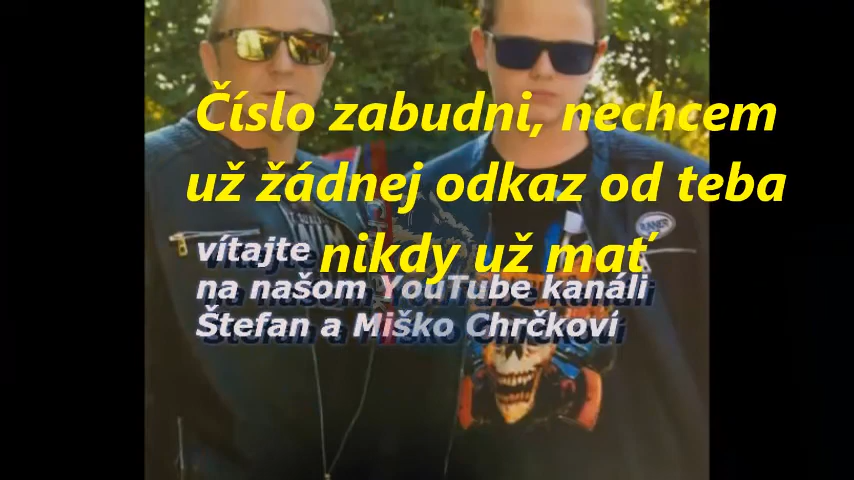 Číslo zabudni, nechcem
už žádnej odkaz od teba
nikdy už mať
vítajte
na našom YouTube kanáli
Štefan a Miško Chrčkoví